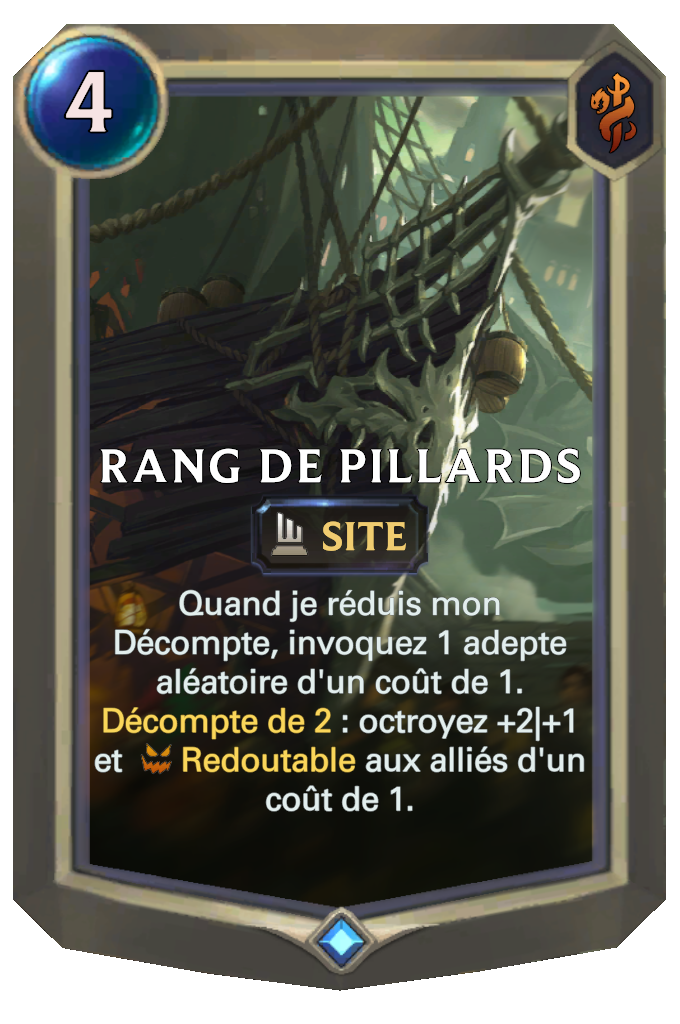 4
RANG DE PILLARDS
SITE
Quand je réduis mon
Décompte, invoquez 1 adepte
aléatoire d'un coût de 1.
Décompte de 2 : octroyez +2|+1
et Redoutable aux alliés d'un
coût de 1.